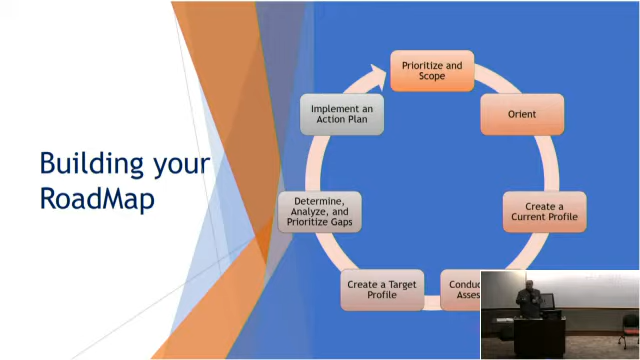 Building your
RoadMap
Prioritize and
Scope
Orient
Create a
Current Profile
Create a Target
Profile
Determine,
Analyze, and
Prioritize Gaps
Implement an
Action Plan